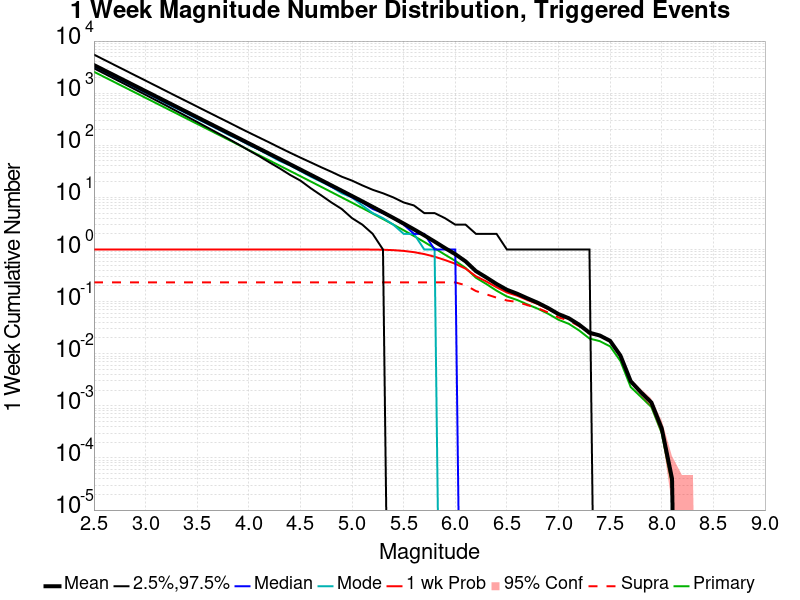 1 Week Magnitude Number Distribution, Triggered Events
1 Week Cumulative Number
10^4
10^3
10^2
10^1
10^0
10^-1
10^-2
10^-3
10^-4
10^-5
2.5 3.0 3.5 4.0 4.5 5.0 5.5 6.0 6.5 7.0 7.5 8.0 8.5 9.0
Magnitude
Mean 2.5%,97.5% Median Mode 1 wk Prob 95% Conf Supra Primary